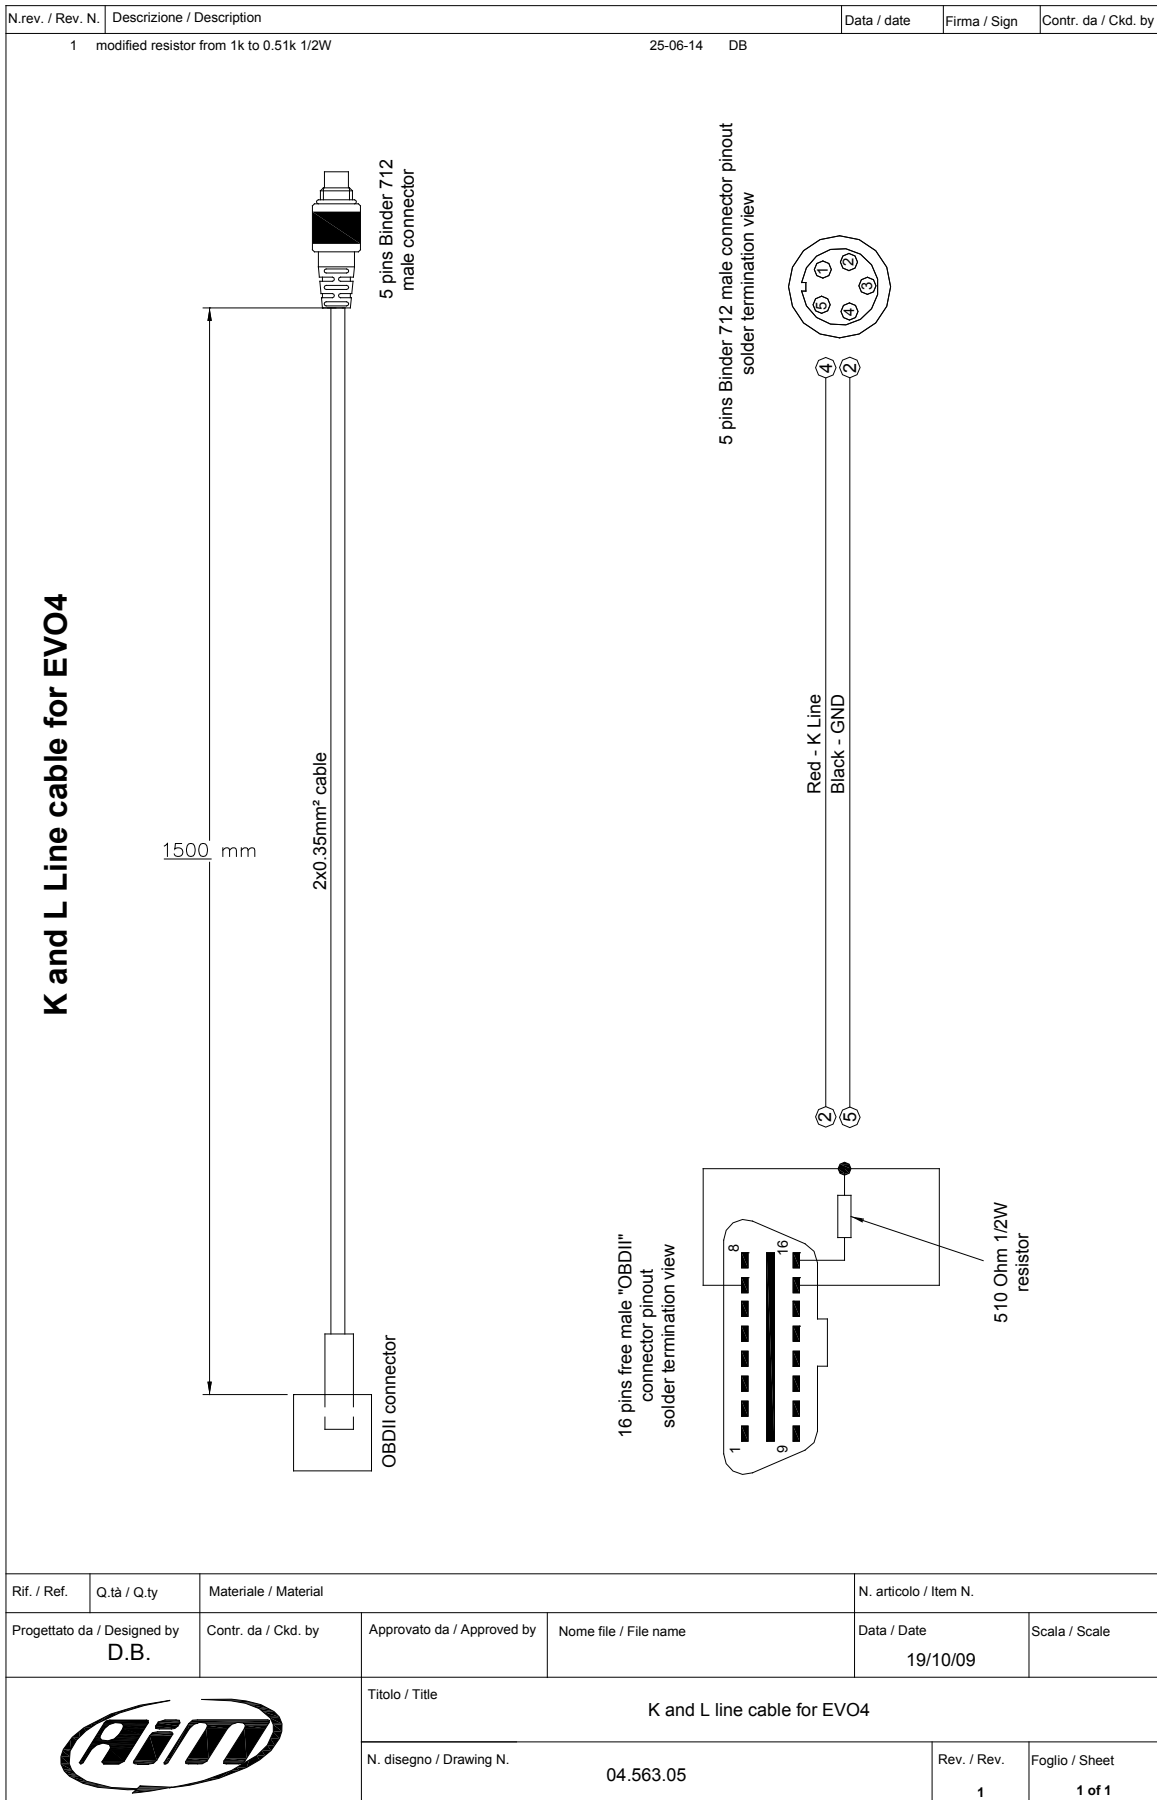 N.rev. / Rev. N. Descrizione / Description Data / date Firma / Sign Contr. da / Ckd. by
1 modified resistor from 1k to 0.51k 1/2W 25-06-14 DB
K and L Line cable for EVO4
1500 mm
2x0.35mm² cable
5 pins Binder 712
male connector
OBDII connector
5 pins Binder 712 male connector pinout
solder termination view
1
2
3
4
5
4
2
Red - K Line
Black - GND
2
5
16 pins free male "OBDII"
connector pinout
solder termination view
8
16
1
9
510 Ohm 1/2W
resistor
Rif. / Ref. Q.tà / Q.ty Materiale / Material N. articolo / Item N.
Progettato da / Designed by Contr. da / Ckd. by Approvato da / Approved by Nome file / File name Data / Date Scala / Scale
D.B. 19/10/09
AiM
Titolo / Title
K and L line cable for EVO4
N. disegno / Drawing N. Rev. / Rev. Foglio / Sheet
04.563.05 1 1 of 1